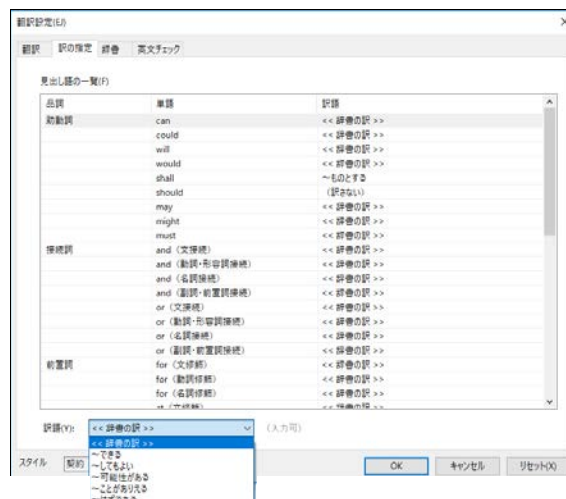 翻訳設定(EJ)
翻訳 訳の指定 辞書 英文チェック
見出し語の一覧(F)
品詞 単語 訳語
助動詞 can << 辞書の訳 >>
could << 辞書の訳 >>
will << 辞書の訳 >>
would << 辞書の訳 >>
shall ～ものとする
should （訳さない）
may << 辞書の訳 >>
might << 辞書の訳 >>
must << 辞書の訳 >>
接続詞 and（文接続） << 辞書の訳 >>
and（動詞・形容詞接続） << 辞書の訳 >>
and（名詞接続） << 辞書の訳 >>
and（副詞・前置詞接続） << 辞書の訳 >>
or（文接続） << 辞書の訳 >>
or（動詞・形容詞接続） << 辞書の訳 >>
or（名詞接続） << 辞書の訳 >>
or（副詞・前置詞接続） << 辞書の訳 >>
前置詞 for（文修飾） << 辞書の訳 >>
for（動詞修飾） << 辞書の訳 >>
for（名詞修飾） << 辞書の訳 >>
at（文修飾） << 辞書の訳 >>
訳語(Y): << 辞書の訳 >> （入力可）
<< 辞書の訳 >>
～できる
～してもよい
～可能性がある
～ことがありえる
スタイル 契約 OK キャンセル リセット(X)